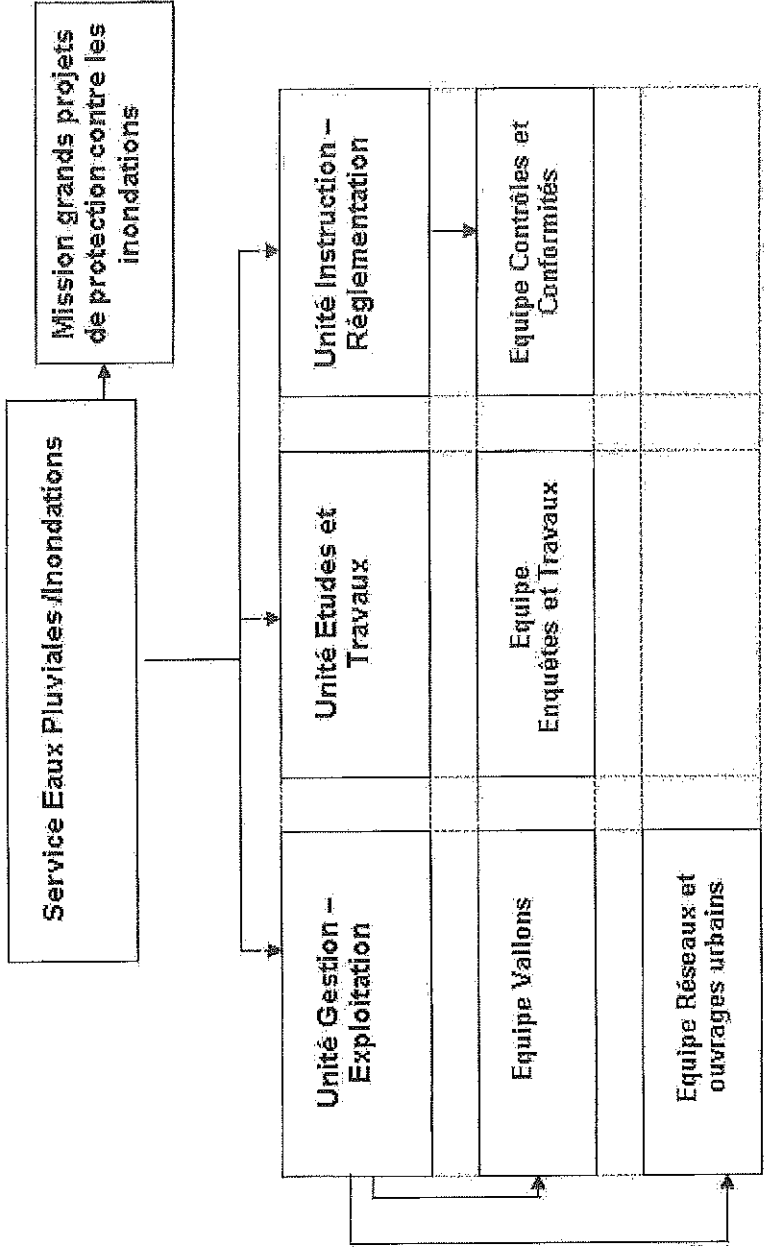 Service Eaux Pluviales/Inondations
Mission grands projets
de protection contre les
inondations
Unité Gestion –
Exploitation
Unité Etudes et
Travaux
Unité Instruction –
Réglementation
Equipe Vallons
Equipe
Enquêtes et Travaux
Equipe Contrôles et
Conformités
Equipe Réseaux et
ouvrages urbains